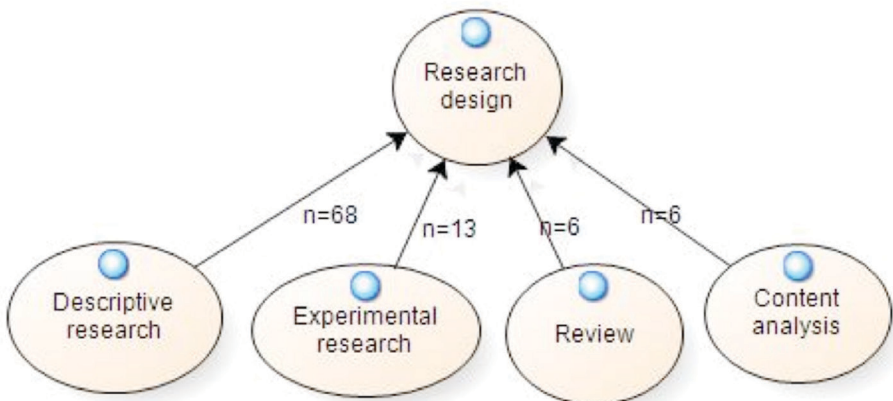 Research
design
n=68
n=13
n=6
n=6
Descriptive
research
Experimental
research
Review
Content
analysis